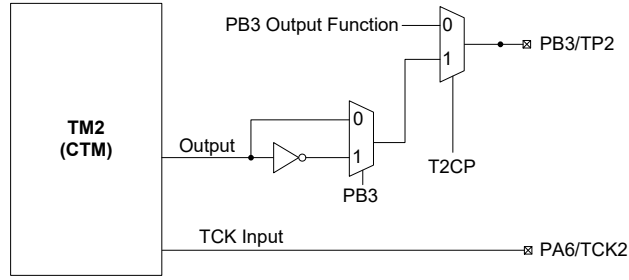 PB3 Output Function
0
1
PB3/TP2
TM2
(CTM)
Output
0
1
T2CP
PB3
TCK Input
PA6/TCK2